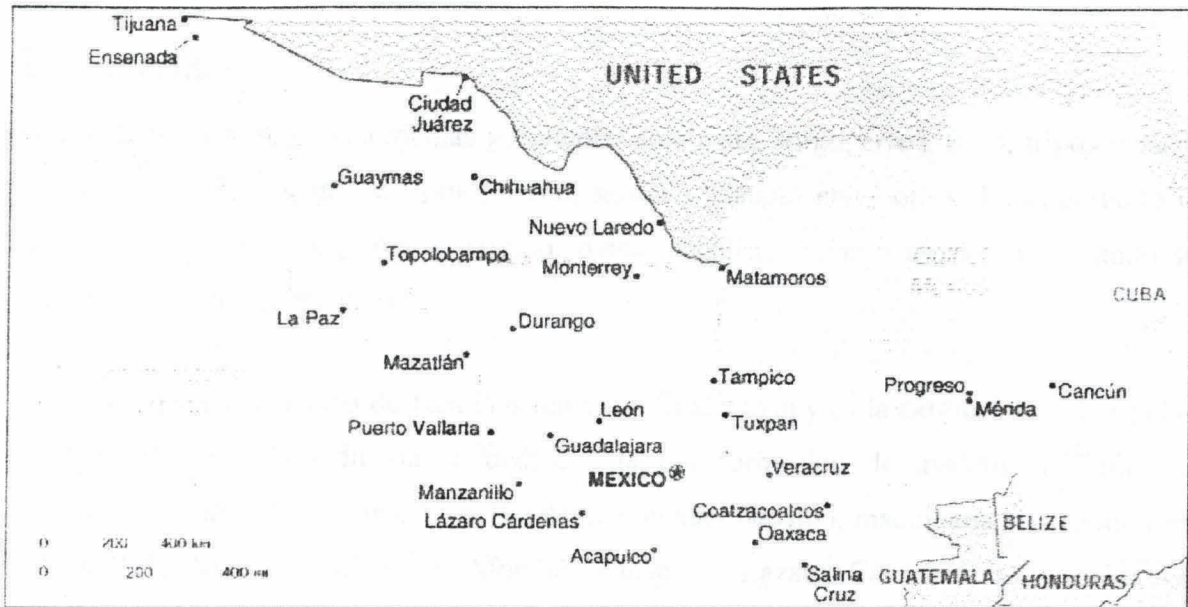 Tijuana
Ensenada
UNITED STATES
Ciudad
Juárez
Guaymas
Chihuahua
Nuevo Laredo
Topolobampo
Monterrey
Matamoros
CUBA
La Paz
Durango
Mazatlán
Tampico
Progreso
Cancún
Mérida
León
Tuxpan
Puerto Vallarta
Guadalajara
MEXICO
Veracruz
Manzanillo
Coatzacoalcos
Lázaro Cárdenas
BELIZE
Oaxaca
0 200 400 km
Acapulco
0 200 400 mi
Salina
Cruz
GUATEMALA
HONDURAS